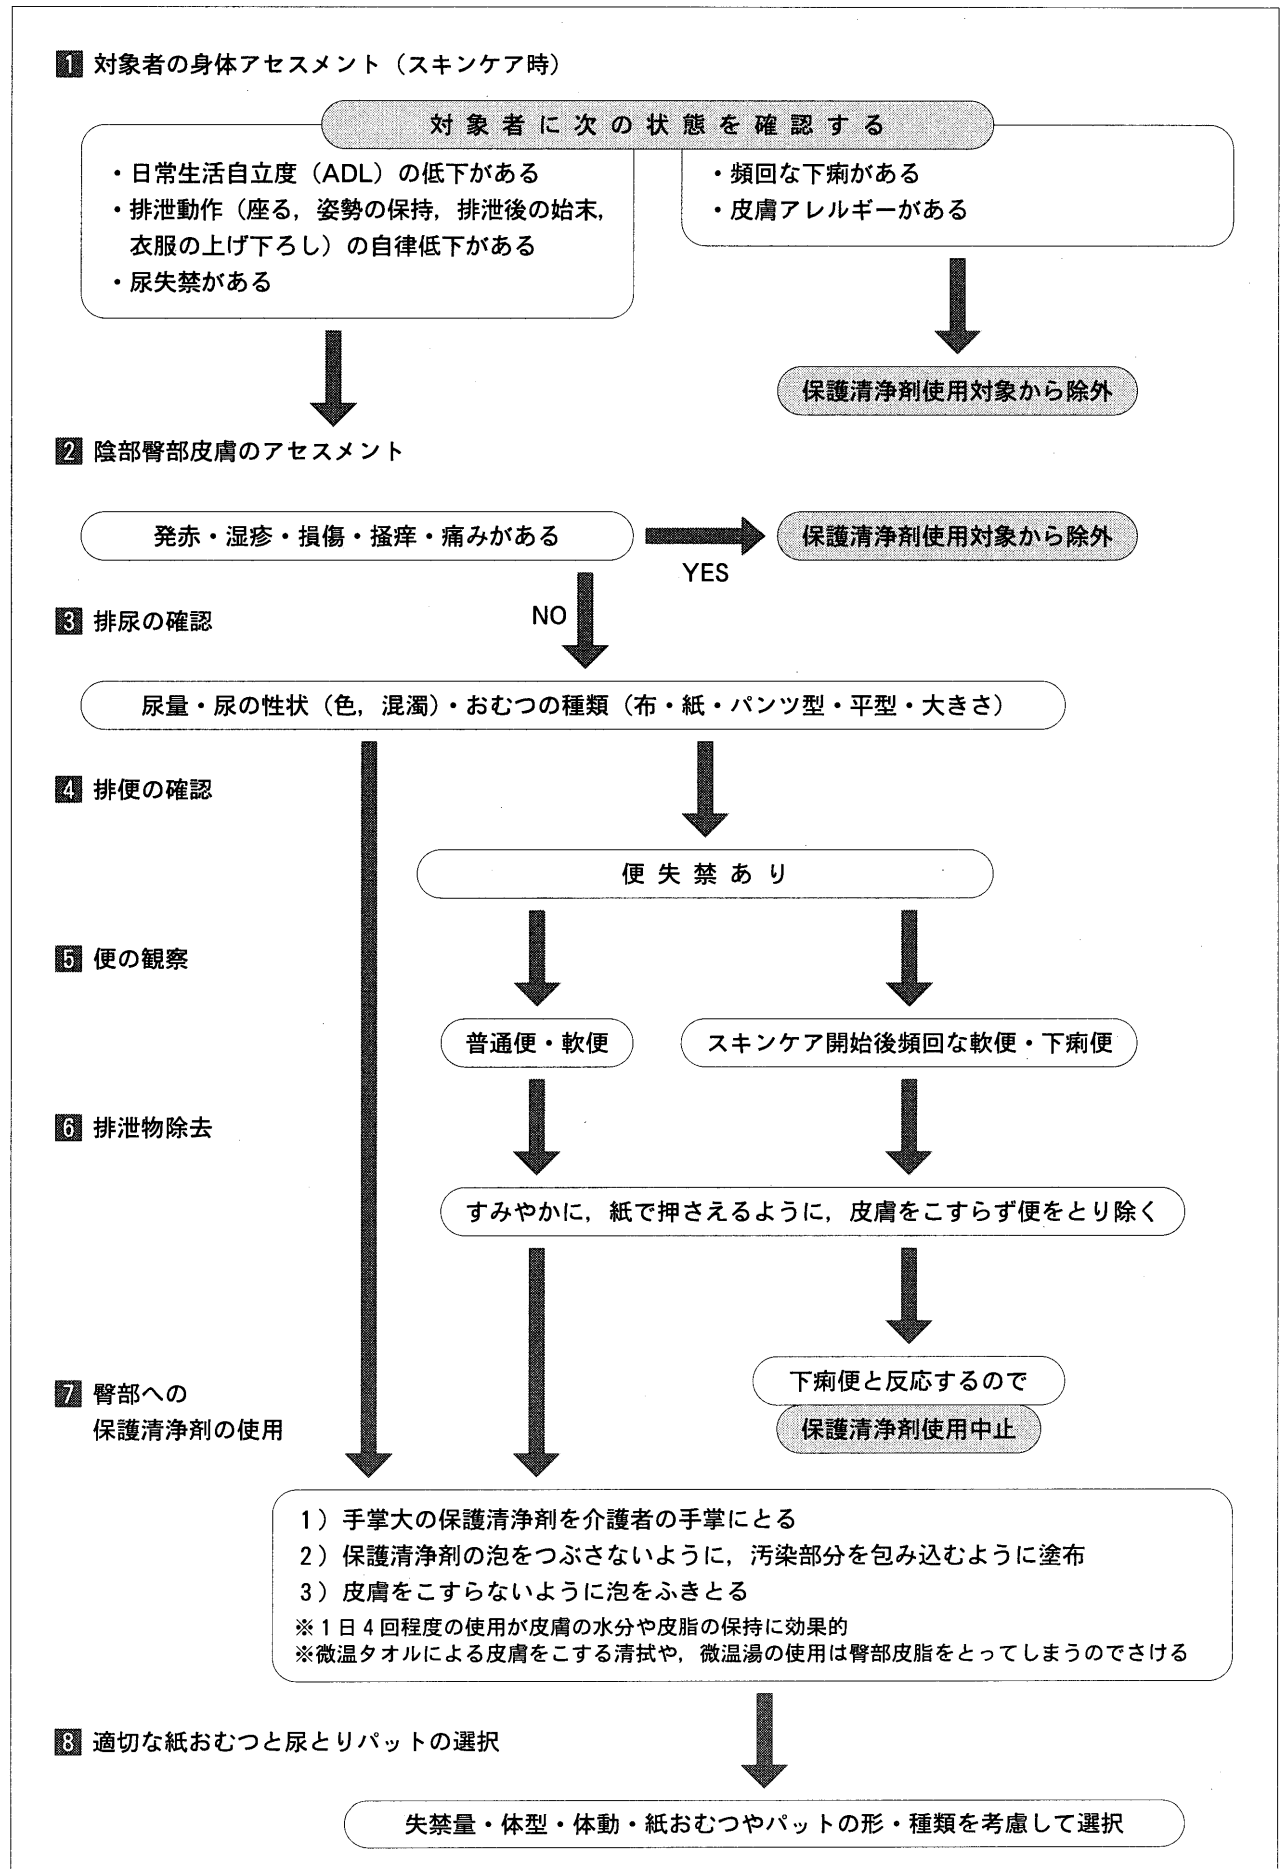 1 対象者の身体アセスメント（スキンケア時）
対象者に次の状態を確認する
・日常生活自立度（ADL）の低下がある
・排泄動作（座る，姿勢の保持，排泄後の始末，
衣服の上げ下ろし）の自律低下がある
・尿失禁がある
・頻回な下痢がある
・皮膚アレルギーがある
保護清浄剤使用対象から除外
2 陰部臀部皮膚のアセスメント
発赤・湿疹・損傷・掻痒・痛みがある
YES
保護清浄剤使用対象から除外
NO
3 排尿の確認
尿量・尿の性状（色，混濁）・おむつの種類（布・紙・パンツ型・平型・大きさ）
4 排便の確認
便失禁あり
5 便の観察
普通便・軟便
スキンケア開始後頻回な軟便・下痢便
6 排泄物除去
すみやかに，紙で押さえるように，皮膚をこすらず便をとり除く
7 臀部への
保護清浄剤の使用
下痢便と反応するので
保護清浄剤使用中止
1）手掌大の保護清浄剤を介護者の手掌にとる
2）保護清浄剤の泡をつぶさないように，汚染部分を包み込むように塗布
3）皮膚をこすらないように泡をふきとる
※1日4回程度の使用が皮膚の水分や皮脂の保持に効果的
※微温タオルによる皮膚をこする清拭や，微温湯の使用は臀部皮脂をとってしまうのでさける
8 適切な紙おむつと尿とりパットの選択
失禁量・体型・体動・紙おむつやパットの形・種類を考慮して選択